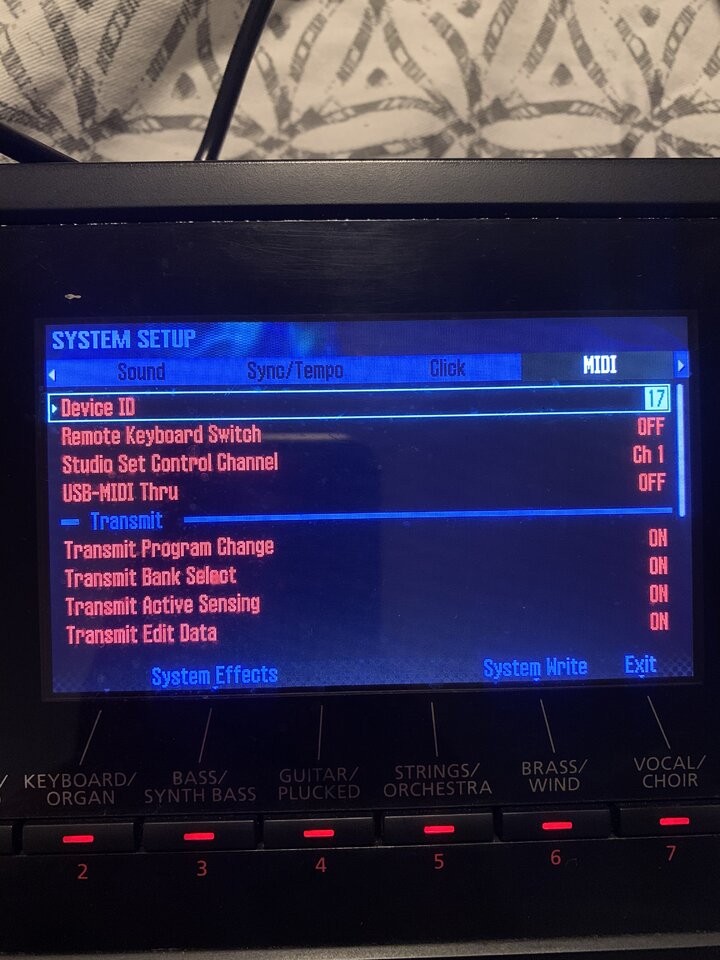 SYSTEM SETUP
Sound Sync/Tempo Click MIDI
Device ID 17
Remote Keyboard Switch OFF
Studio Set Control Channel Ch 1
USB-MIDI Thru OFF
Transmit
Transmit Program Change ON
Transmit Bank Select ON
Transmit Active Sensing ON
Transmit Edit Data ON
System Effects System Write Exit
KEYBOARD/ BASS/ GUITAR/ STRINGS/ BRASS/ VOCAL/
ORGAN SYNTH BASS PLUCKED ORCHESTRA WIND CHOIR
2 3 4 5 6 7